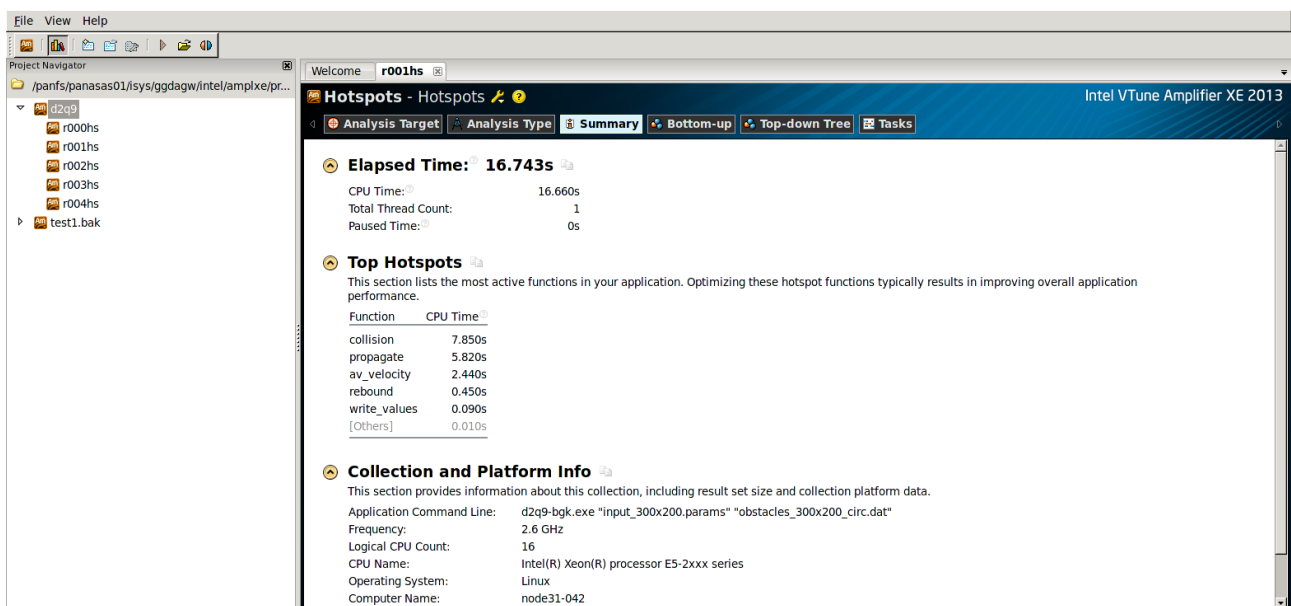 File View Help
Project Navigator
/panfs/panasas01/isys/ggdagw/intel/amplxe/pr...
d2q9
r000hs
r001hs
r002hs
r003hs
r004hs
test1.bak
Welcome r001hs
Hotspots - Hotspots Intel VTune Amplifier XE 2013
Analysis Target Analysis Type Summary Bottom-up Top-down Tree Tasks
Elapsed Time: 16.743s
CPU Time: 16.660s
Total Thread Count: 1
Paused Time: 0s
Top Hotspots
This section lists the most active functions in your application. Optimizing these hotspot functions typically results in improving overall application
performance.
Function CPU Time
collision 7.850s
propagate 5.820s
av_velocity 2.440s
rebound 0.450s
write_values 0.090s
[Others] 0.010s
Collection and Platform Info
This section provides information about this collection, including result set size and collection platform data.
Application Command Line: d2q9-bgk.exe "input_300x200.params" "obstacles_300x200_circ.dat"
Frequency: 2.6 GHz
Logical CPU Count: 16
CPU Name: Intel(R) Xeon(R) processor E5-2xxx series
Operating System: Linux
Computer Name: node31-042